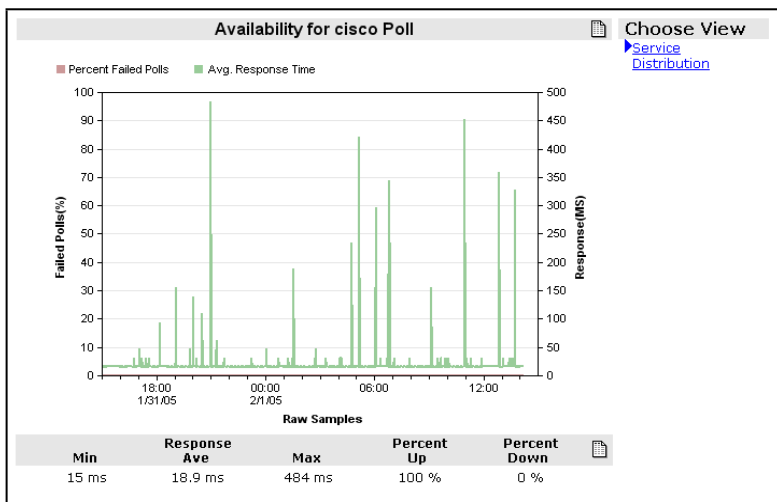 Availability for cisco Poll
Choose View
Service
Distribution
Percent Failed Polls
Avg. Response Time
100
90
80
70
60
50
40
30
20
10
0
Failed Polls(%)
500
450
400
350
300
250
200
150
100
50
0
Response(MS)
18:00
1/31/05
00:00
2/1/05
06:00
12:00
Raw Samples
Min Response Ave Max Percent Up Percent Down
15 ms 18.9 ms 484 ms 100 % 0 %